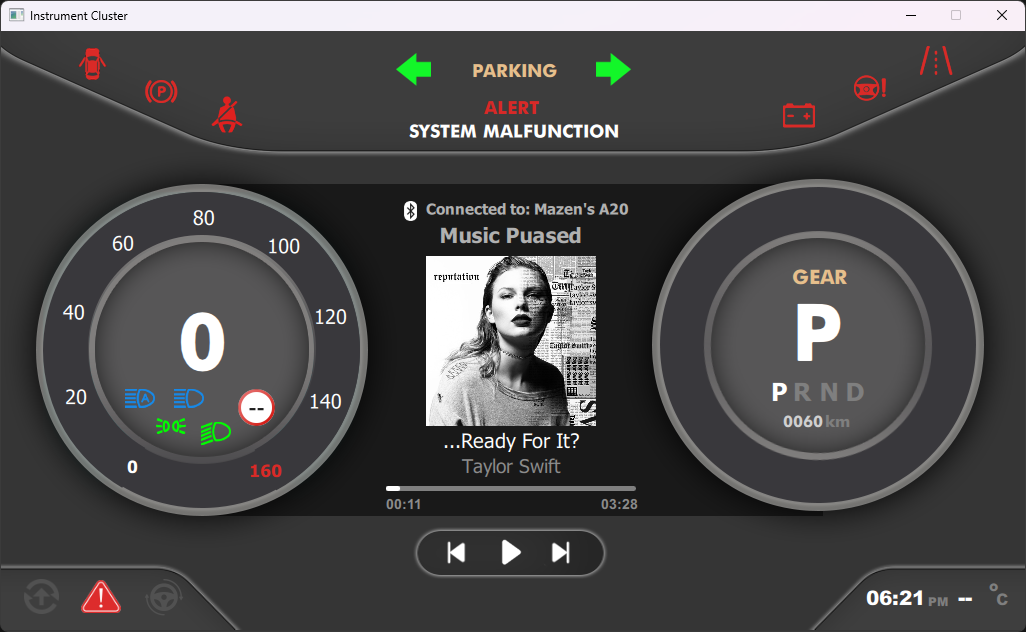 Instrument Cluster
PARKING
ALERT
SYSTEM MALFUNCTION
Connected to: Mazen's A20
Music Puased
reputation
Taylor Swift
...Ready For It?
Taylor Swift
00:11
03:28
0
20
40
60
80
100
120
140
160
0
A
--
P
GEAR
P
P R N D
0060 km
06:21 PM -- °C